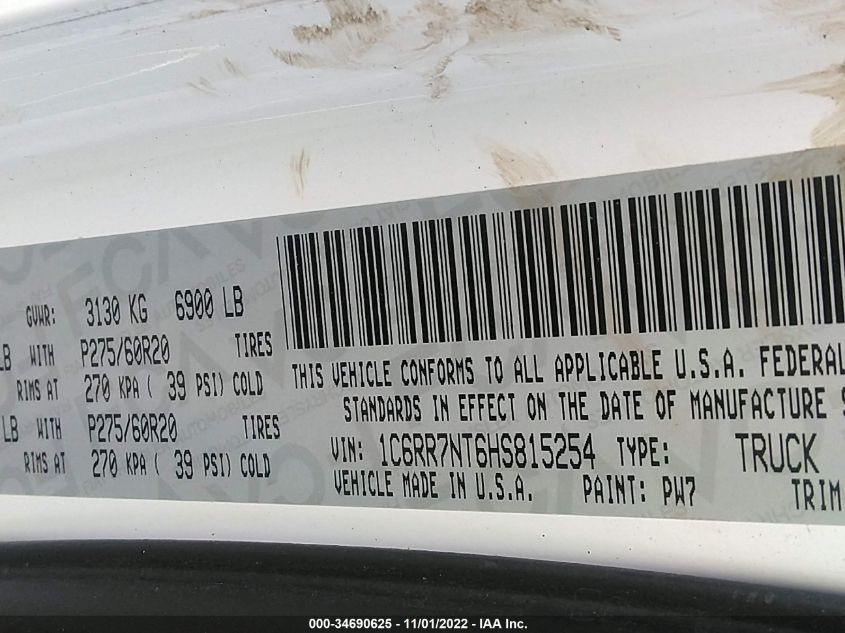 GVWR: 3130 KG 6900 LB
LB WITH P275/60R20 TIRES
RIMS AT 270 KPA ( 39 PSI) COLD
LB WITH P275/60R20 TIRES
RIMS AT 270 KPA ( 39 PSI) COLD
THIS VEHICLE CONFORMS TO ALL APPLICABLE U.S.A. FEDERAL
STANDARDS IN EFFECT ON THE DATE OF MANUFACTURE S
VIN: 1C6RR7NT6HS815254 TYPE: TRUCK
VEHICLE MADE IN U.S.A. PAINT: PW7 TRIM
000-34690625 - 11/01/2022 - IAA Inc.